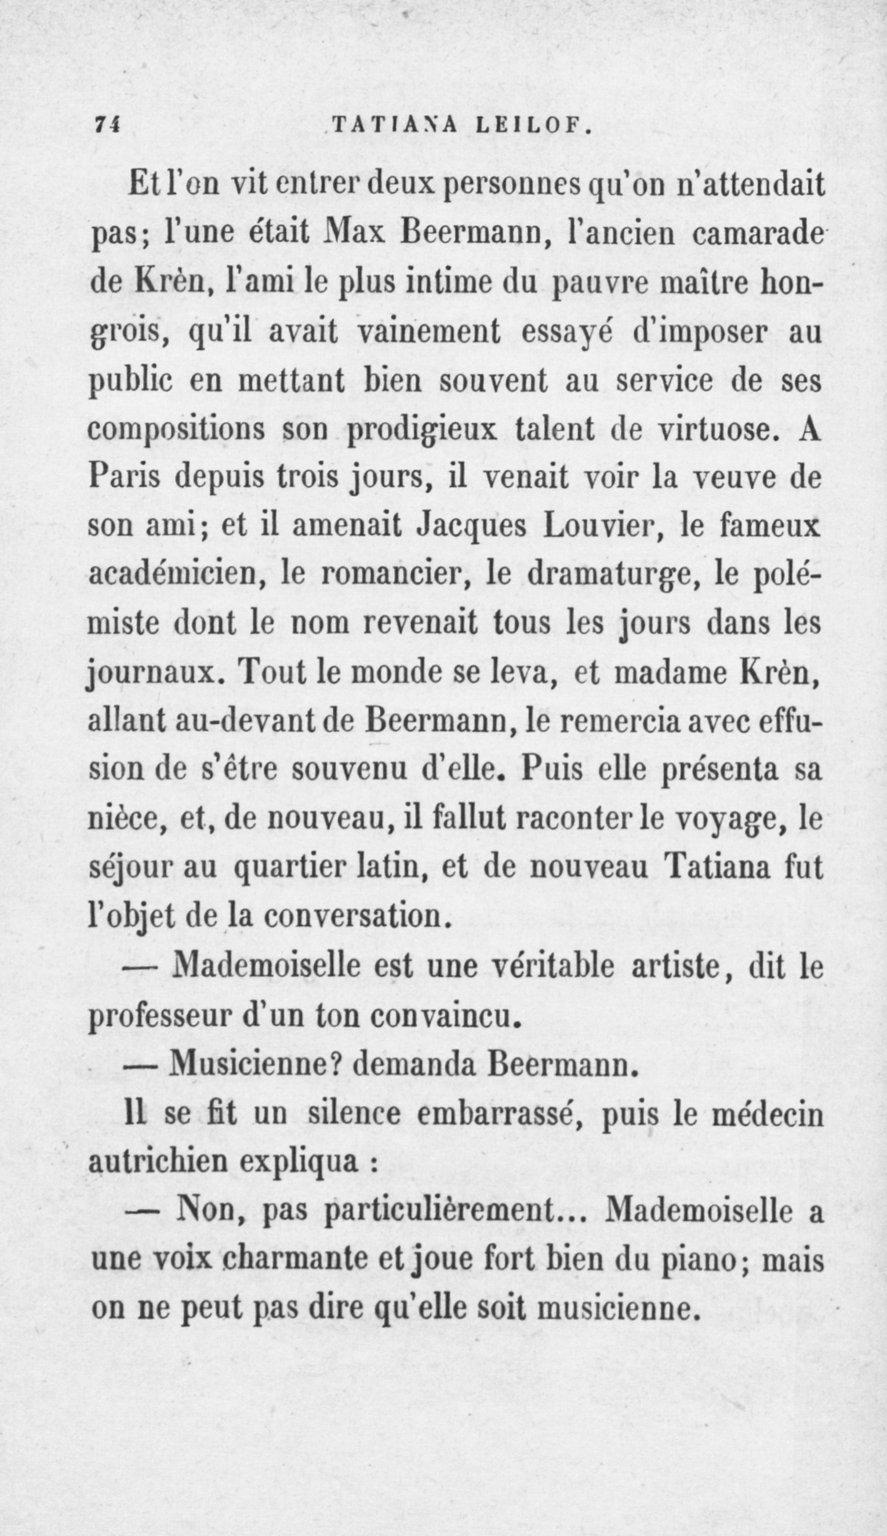 74 TATIANA LEILOF.
Et l'on vit entrer deux personnes qu'on n'attendait
pas; l'une était Max Beermann, l'ancien camarade
de Krèn, l'ami le plus intime du pauvre maître hon-
grois, qu'il avait vainement essayé d'imposer au
public en mettant bien souvent au service de ses
compositions son prodigieux talent de virtuose. A
Paris depuis trois jours, il venait voir la veuve de
son ami; et il amenait Jacques Louvier, le fameux
académicien, le romancier, le dramaturge, le polé-
miste dont le nom revenait tous les jours dans les
journaux. Tout le monde se leva, et madame Krèn,
allant au-devant de Beermann, le remercia avec effu-
sion de s'être souvenu d'elle. Puis elle présenta sa
nièce, et, de nouveau, il fallut raconter le voyage, le
séjour au quartier latin, et de nouveau Tatiana fut
l'objet de la conversation.
— Mademoiselle est une véritable artiste, dit le
professeur d'un ton convaincu.
— Musicienne? demanda Beermann.
Il se fit un silence embarrassé, puis le médecin
autrichien expliqua :
— Non, pas particulièrement... Mademoiselle a
une voix charmante et joue fort bien du piano; mais
on ne peut pas dire qu'elle soit musicienne.